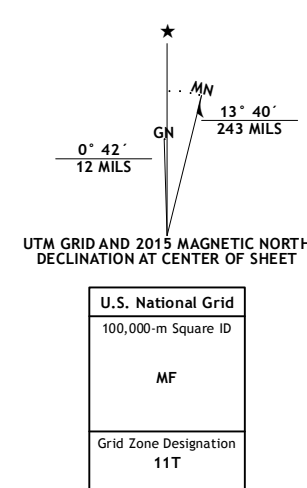 ★
MN
13° 40´
243 MILS
GN
0° 42´
12 MILS
UTM GRID AND 2015 MAGNETIC NORTH
DECLINATION AT CENTER OF SHEET
U.S. National Grid
100,000-m Square ID
MF
Grid Zone Designation
11T